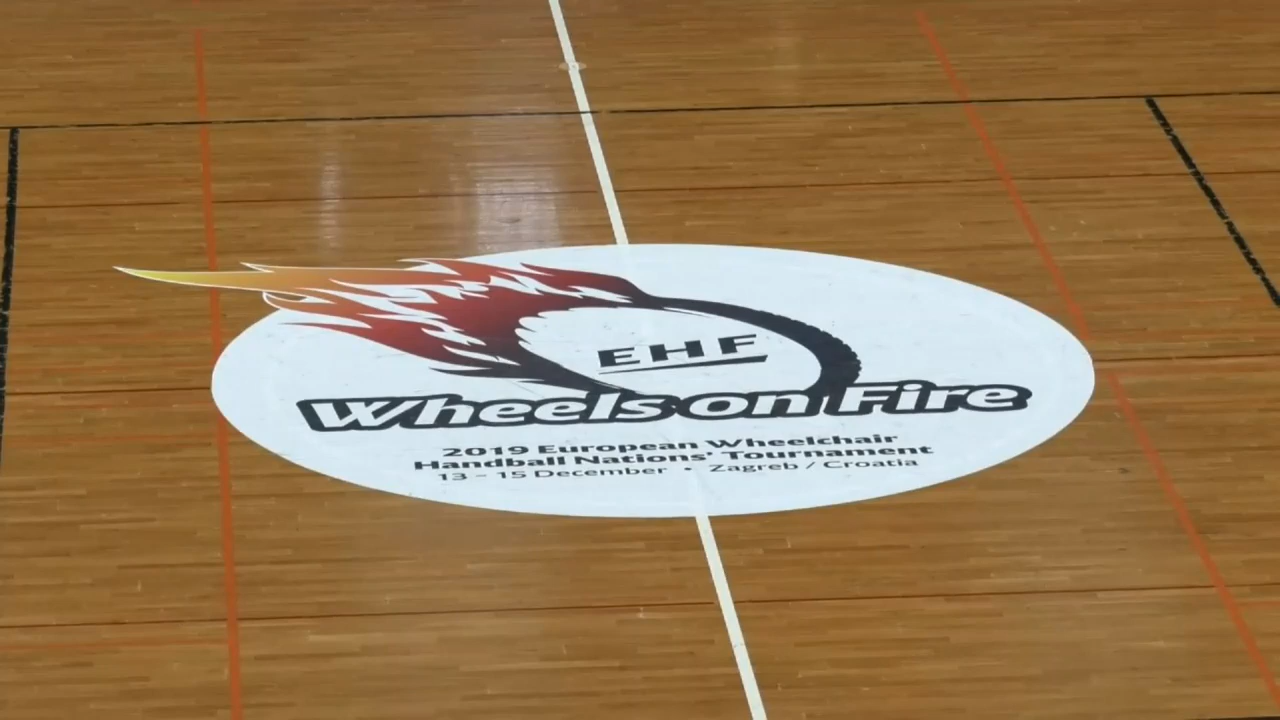 EHF
Wheels on Fire
2019 European Wheelchair
Handball Nations' Tournament
13 - 15 December • Zagreb / Croatia